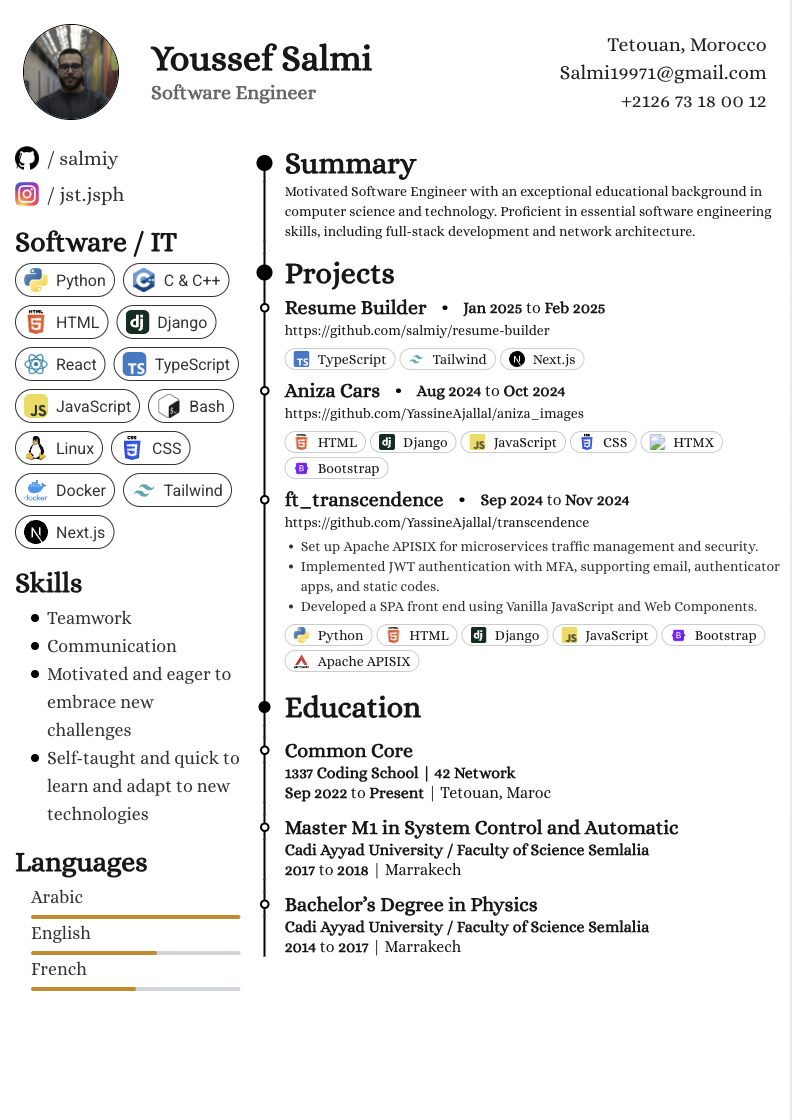 Youssef Salmi
Software Engineer
Tetouan, Morocco
Salmi19971@gmail.com
+2126 73 18 00 12
/ salmiy
/ jst.jsph
Software / IT
Python
C & C++
HTML
Django
React
TypeScript
JavaScript
Bash
Linux
CSS
Docker
Tailwind
Next.js
Skills
Teamwork
Communication
Motivated and eager to
embrace new
challenges
Self-taught and quick to
learn and adapt to new
technologies
Languages
Arabic
English
French
Summary
Motivated Software Engineer with an exceptional educational background in
computer science and technology. Proficient in essential software engineering
skills, including full-stack development and network architecture.
Projects
Resume Builder • Jan 2025 to Feb 2025
https://github.com/salmiy/resume-builder
TypeScript Tailwind Next.js
Aniza Cars • Aug 2024 to Oct 2024
https://github.com/YassineAjallal/aniza_images
HTML Django JavaScript CSS HTMX
Bootstrap
ft_transcendence • Sep 2024 to Nov 2024
https://github.com/YassineAjallal/transcendence
• Set up Apache APISIX for microservices traffic management and security.
• Implemented JWT authentication with MFA, supporting email, authenticator
apps, and static codes.
• Developed a SPA front end using Vanilla JavaScript and Web Components.
Python HTML Django JavaScript Bootstrap
Apache APISIX
Education
Common Core
1337 Coding School | 42 Network
Sep 2022 to Present | Tetouan, Maroc
Master M1 in System Control and Automatic
Cadi Ayyad University / Faculty of Science Semlalia
2017 to 2018 | Marrakech
Bachelor's Degree in Physics
Cadi Ayyad University / Faculty of Science Semlalia
2014 to 2017 | Marrakech